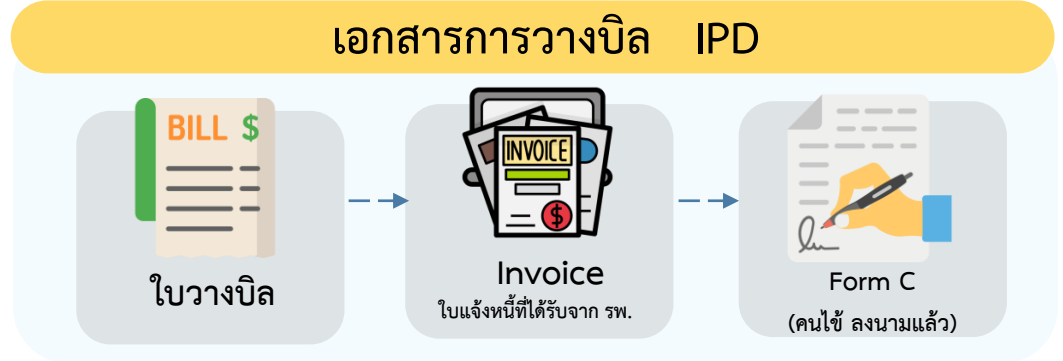 เอกสารการวางบิล IPD
BILL $
ใบวางบิล
INVOICE
$
Invoice
ใบแจ้งหนี้ที่ได้รับจาก รพ.
Form C
(คนไข้ ลงนามแล้ว)